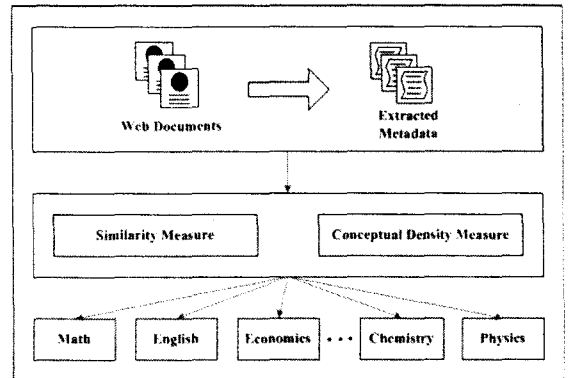 Web Documents
Extracted
Metadata
Similarity Measure
Conceptual Density Measure
Math
English
Economics
• • •
Chemistry
Physics